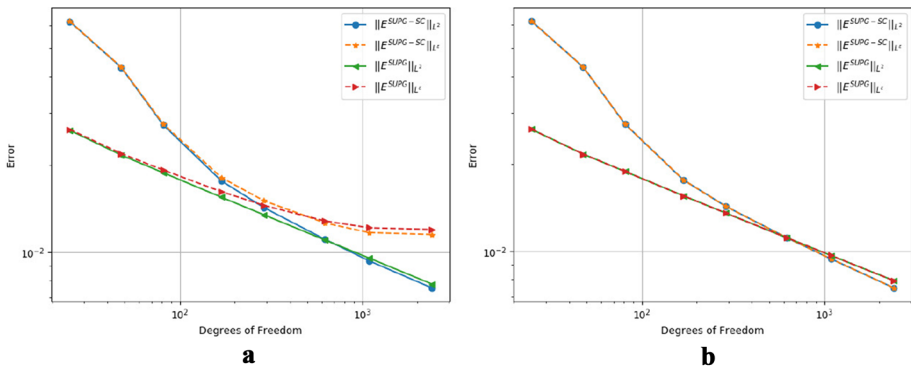 ||E^{SUPG-SC}||_{L^2}
||E^{SUPG-SC}||_{L^ε}
||E^{SUPG}||_{L^2}
||E^{SUPG}||_{L^ε}
Error
10^{-2}
10^2
10^3
Degrees of Freedom
a
||E^{SUPG-SC}||_{L^2}
||E^{SUPG-SC}||_{L^ε}
||E^{SUPG}||_{L^2}
||E^{SUPG}||_{L^ε}
Error
10^{-2}
10^2
10^3
Degrees of Freedom
b